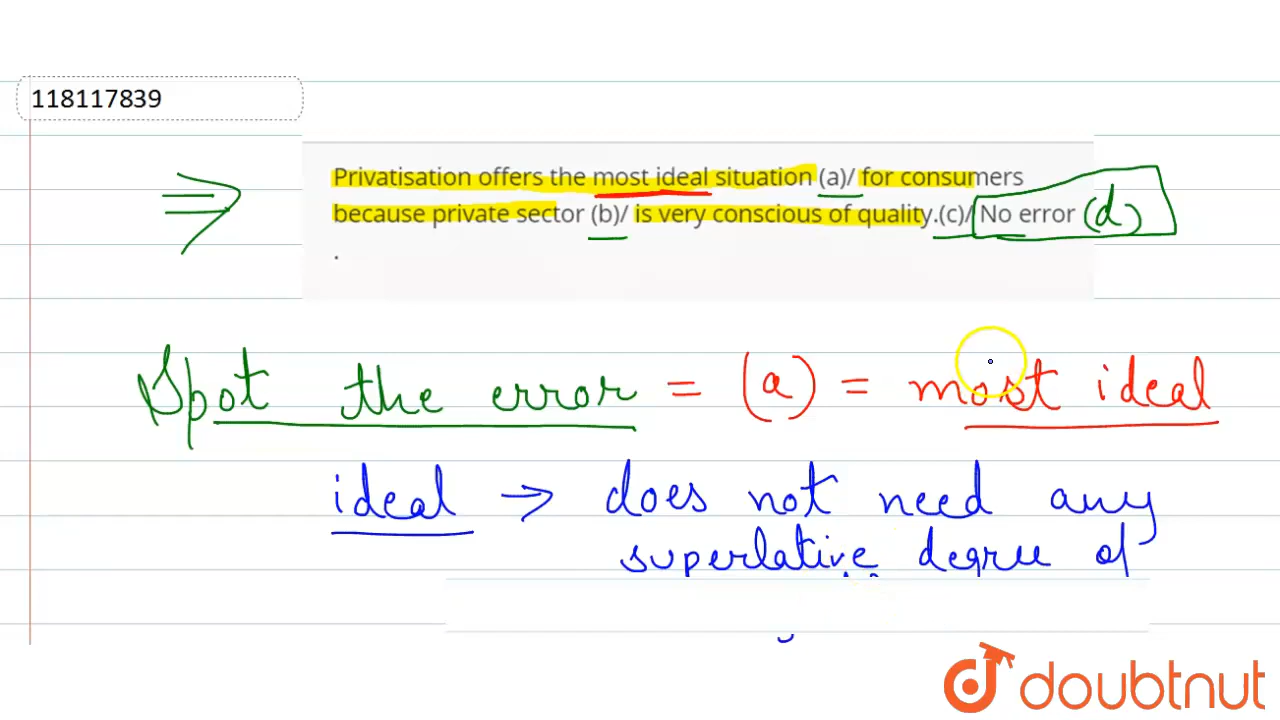 118117839
Privatisation offers the most ideal situation (a)/ for consumers
because private sector (b)/ is very conscious of quality.(c)/ No error (d)
.
Spot the error = (a) = most ideal
ideal → does not need any
superlative degree of
doubtnut